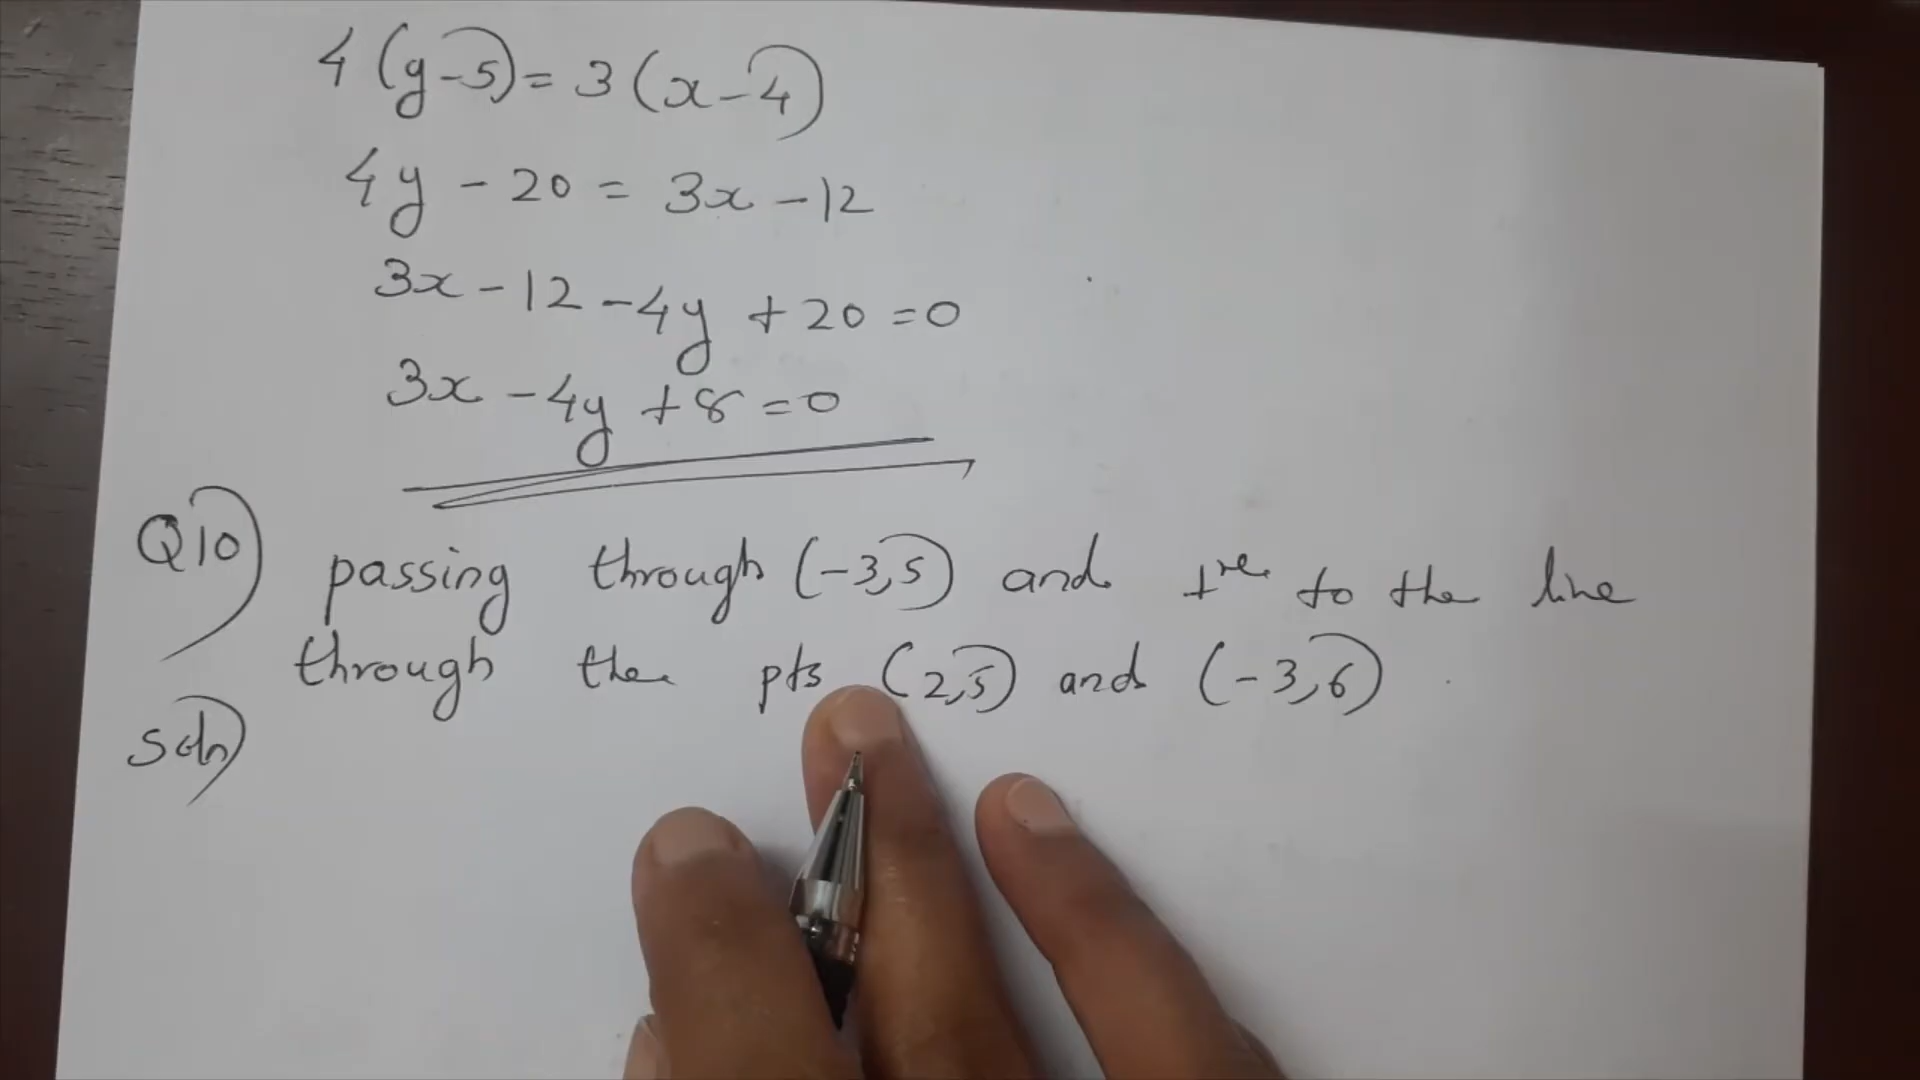 4(y-5)=3(x-4)
4y - 20 = 3x - 12
3x - 12 - 4y + 20 = 0
3x - 4y + 8 = 0
Q10) passing through (-3,5) and ⊥re to the line
through the pts (2,5) and (-3,6).
Soln)